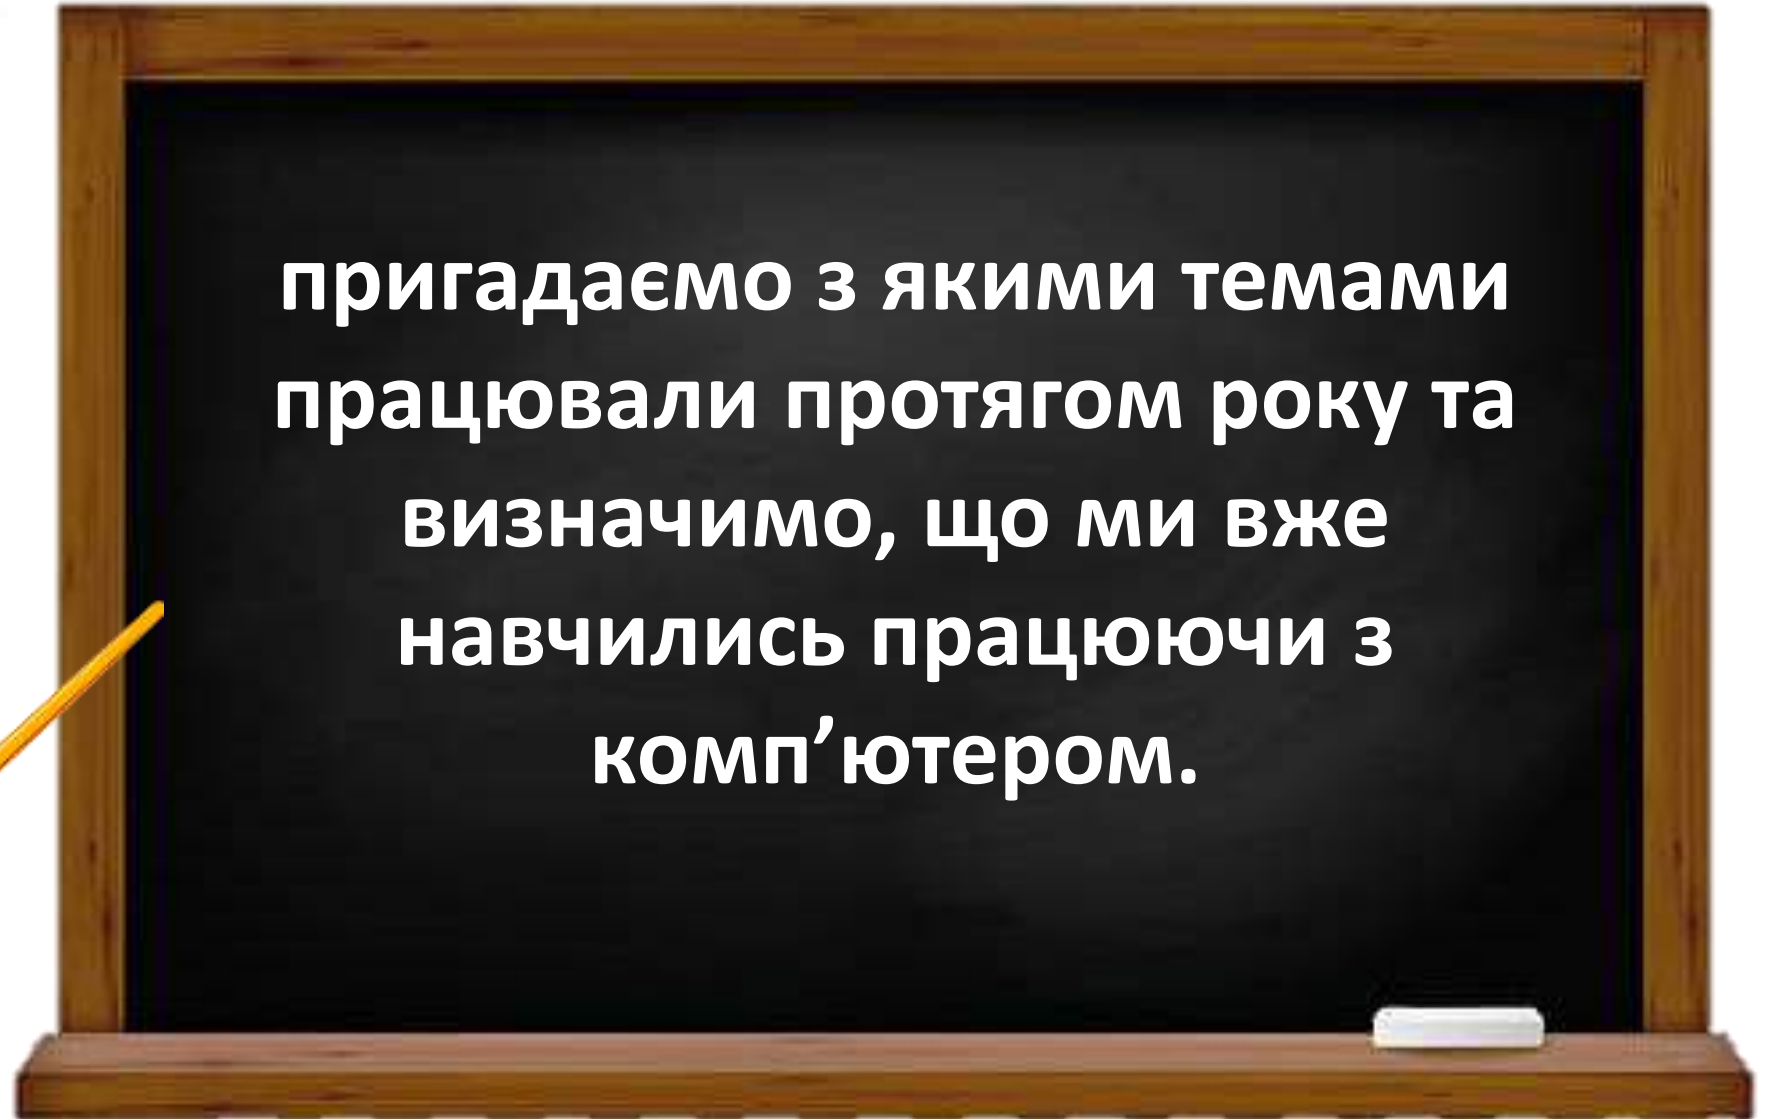 пригадаємо з якими темами
працювали протягом року та
визначимо, що ми вже
навчились працюючи з
комп’ютером.